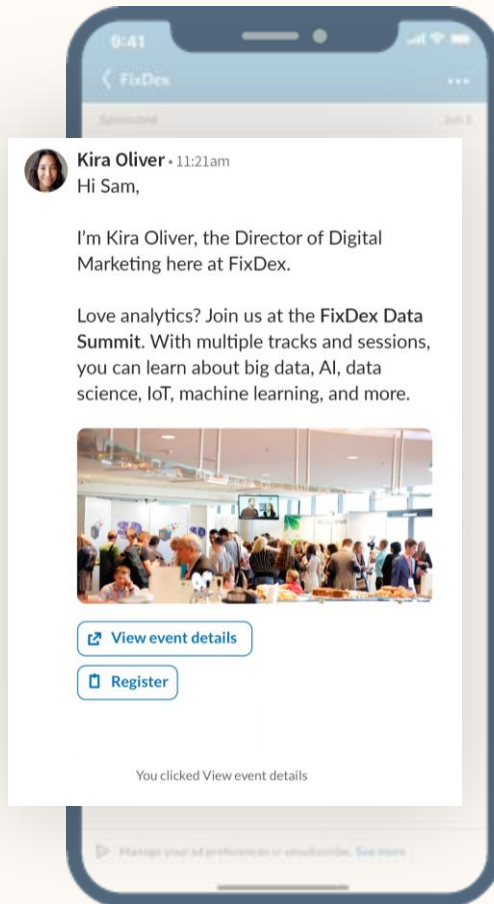 9:41
FixDex
Sponsored
Jun 3
Kira Oliver • 11:21am
Hi Sam,
I'm Kira Oliver, the Director of Digital
Marketing here at FixDex.
Love analytics? Join us at the FixDex Data
Summit. With multiple tracks and sessions,
you can learn about big data, AI, data
science, IoT, machine learning, and more.
View event details
Register
You clicked View event details
Manage your ad preferences or unsubscribe. See more